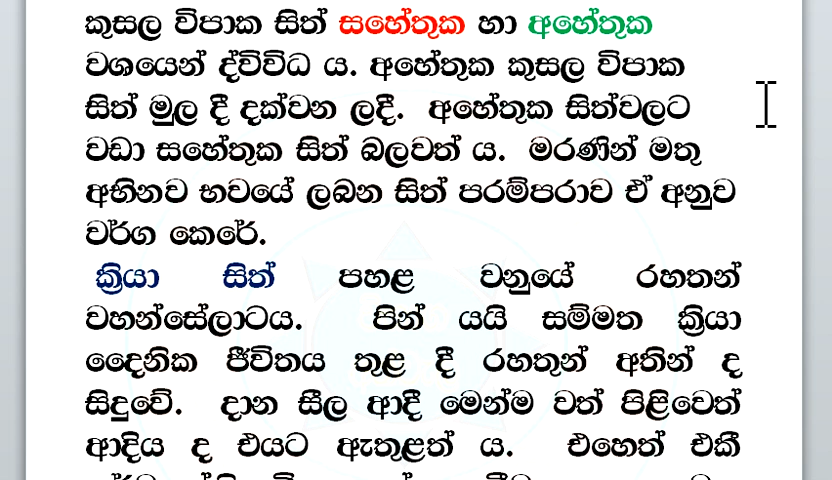 කුසල විපාක සිත් සහේතුක හා අහේතුක
වශයෙන් ද්විවිධ ය. අහේතුක කුසල විපාක
සිත් මුල දී දක්වන ලදී. අහේතුක සිත්වලට
වඩා සහේතුක සිත් බලවත් ය. මරණින් මතු
අභිනව භවයේ ලබන සිත් පරම්පරාව ඒ අනුව
වර්ග කෙරේ.
ක්‍රියා සිත් පහළ වනුයේ රහතන්
වහන්සේලාටය. පින් යයි සම්මත ක්‍රියා
දෛනික ජීවිතය තුළ දී රහතුන් අතින් ද
සිදුවේ. දාන සීල ආදී මෙන්ම වත් පිළිවෙත්
ආදිය ද එයට ඇතුළත් ය. එහෙත් එකී